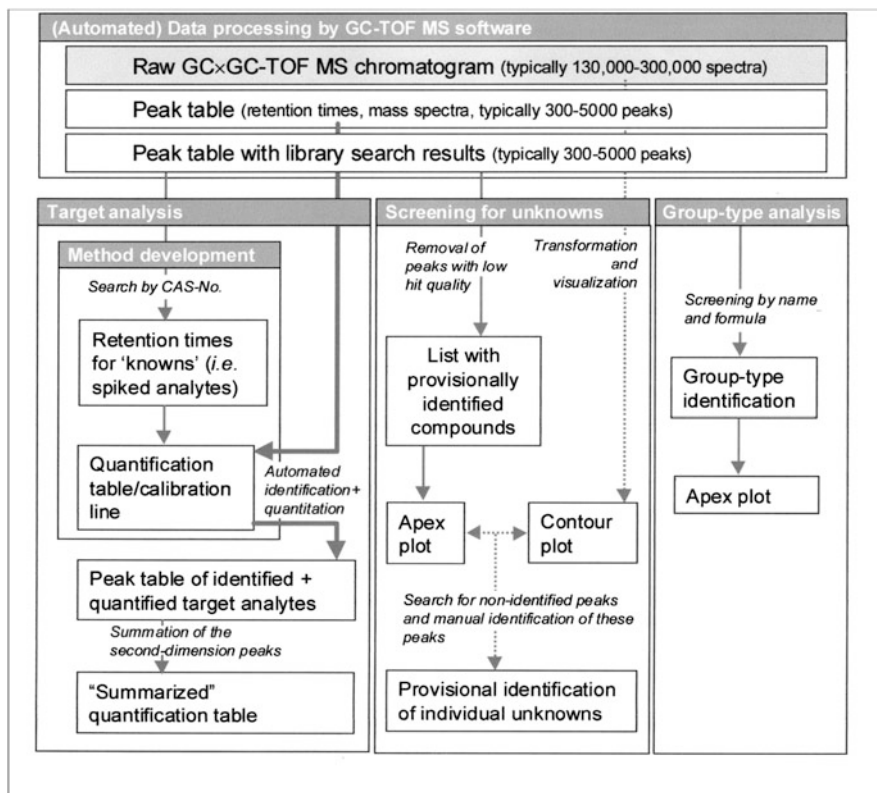 (Automated) Data processing by GC-TOF MS software
Raw GC×GC-TOF MS chromatogram (typically 130,000-300,000 spectra)
Peak table (retention times, mass spectra, typically 300-5000 peaks)
Peak table with library search results (typically 300-5000 peaks)
Target analysis
Method development
Search by CAS-No.
Retention times
for ‘knowns’ (i.e.
spiked analytes)
Quantification
table/calibration
line
Automated
identification+
quantitation
Peak table of identified +
quantified target analytes
Summation of the
second-dimension peaks
“Summarized”
quantification table
Screening for unknowns
Removal of
peaks with low
hit quality
Transformation
and
visualization
List with
provisionally
identified
compounds
Apex
plot
Contour
plot
Search for non-identified peaks
and manual identification of these
peaks
Provisional identification
of individual unknowns
Group-type analysis
Screening by name
and formula
Group-type
identification
Apex plot